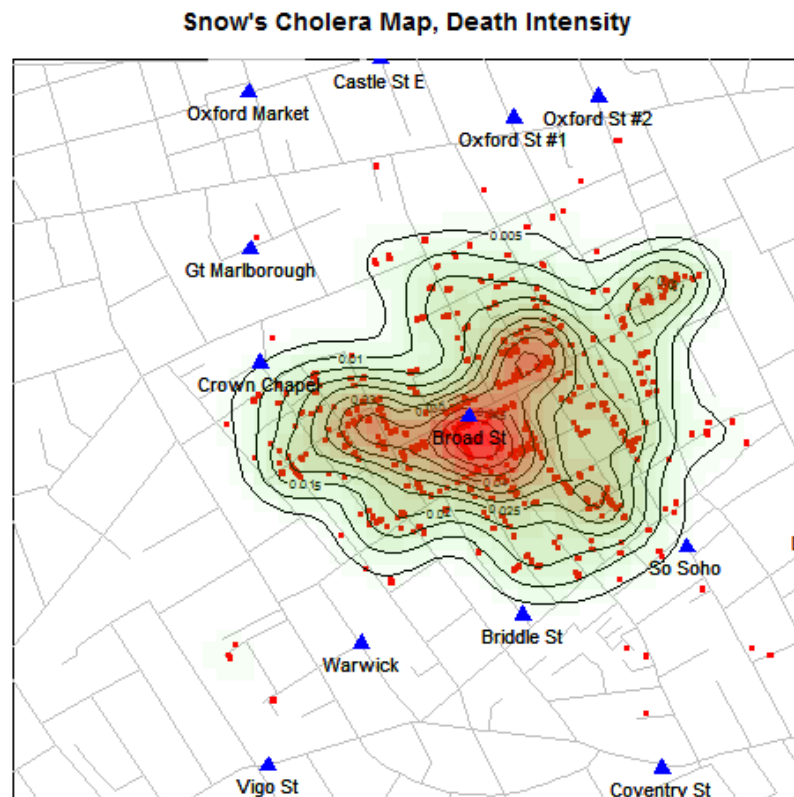 Snow's Cholera Map, Death Intensity
Castle St E
Oxford Market
Oxford St #2
Oxford St #1
0.005
Gt Marlborough
0.01
Crown Chapel
Broad St
0.015
0.025
So Soho
Briddle St
Warwick
Vigo St
Coventry St